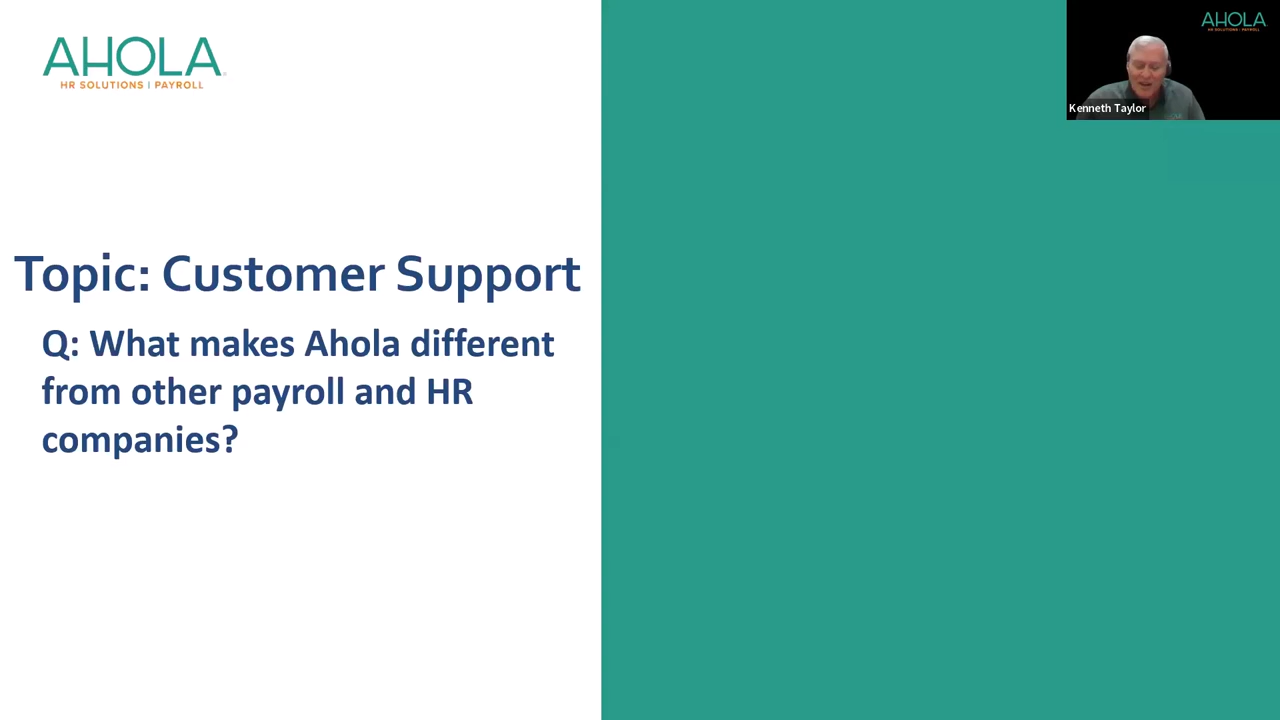 AHOLA
HR SOLUTIONS | PAYROLL
AHOLA
HR SOLUTIONS | PAYROLL
Kenneth Taylor
Topic: Customer Support
Q: What makes Ahola different
from other payroll and HR
companies?